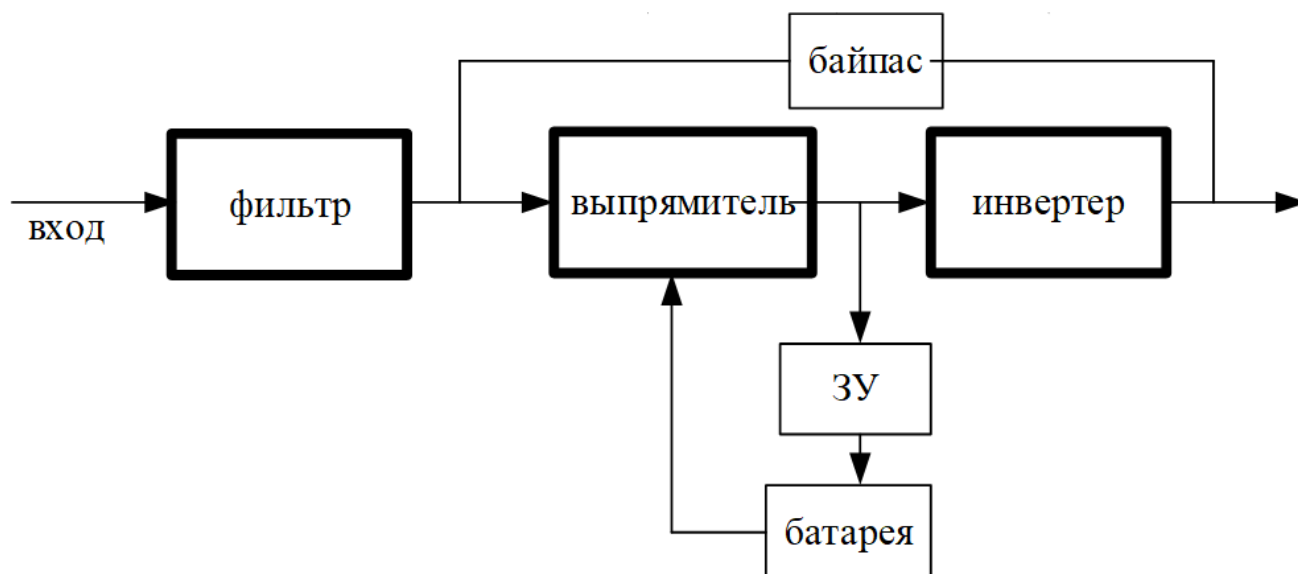 байпас
фильтр
выпрямитель
инвертер
вход
ЗУ
батарея